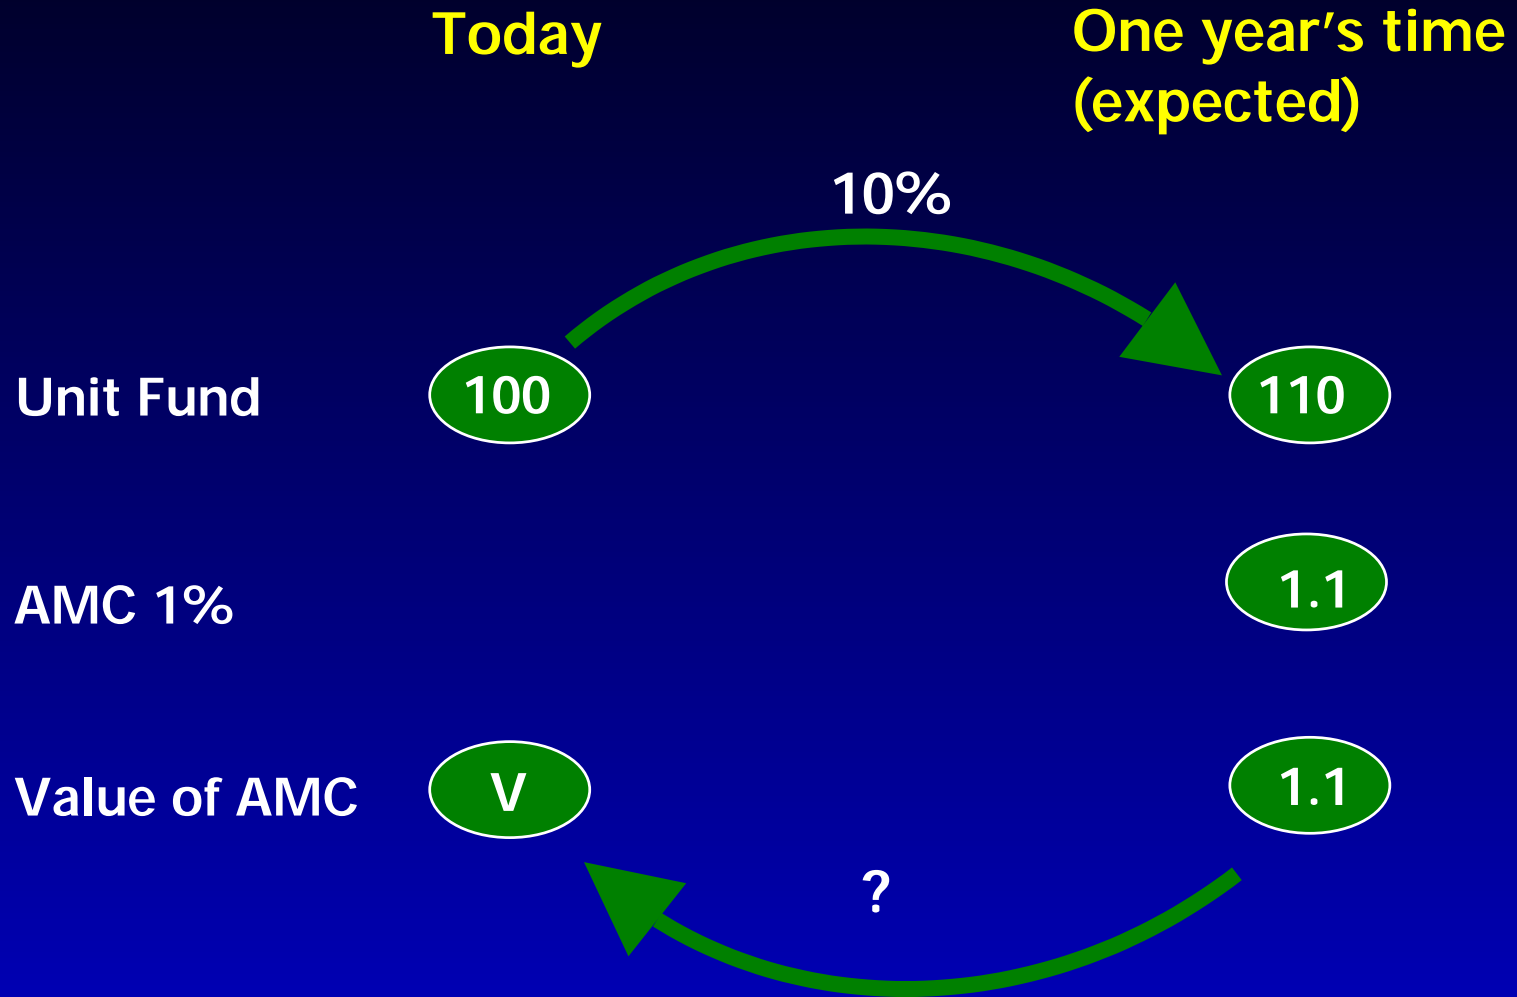 Today
One year’s time
(expected)
10%
Unit Fund
100
110
AMC 1%
1.1
Value of AMC
V
1.1
?